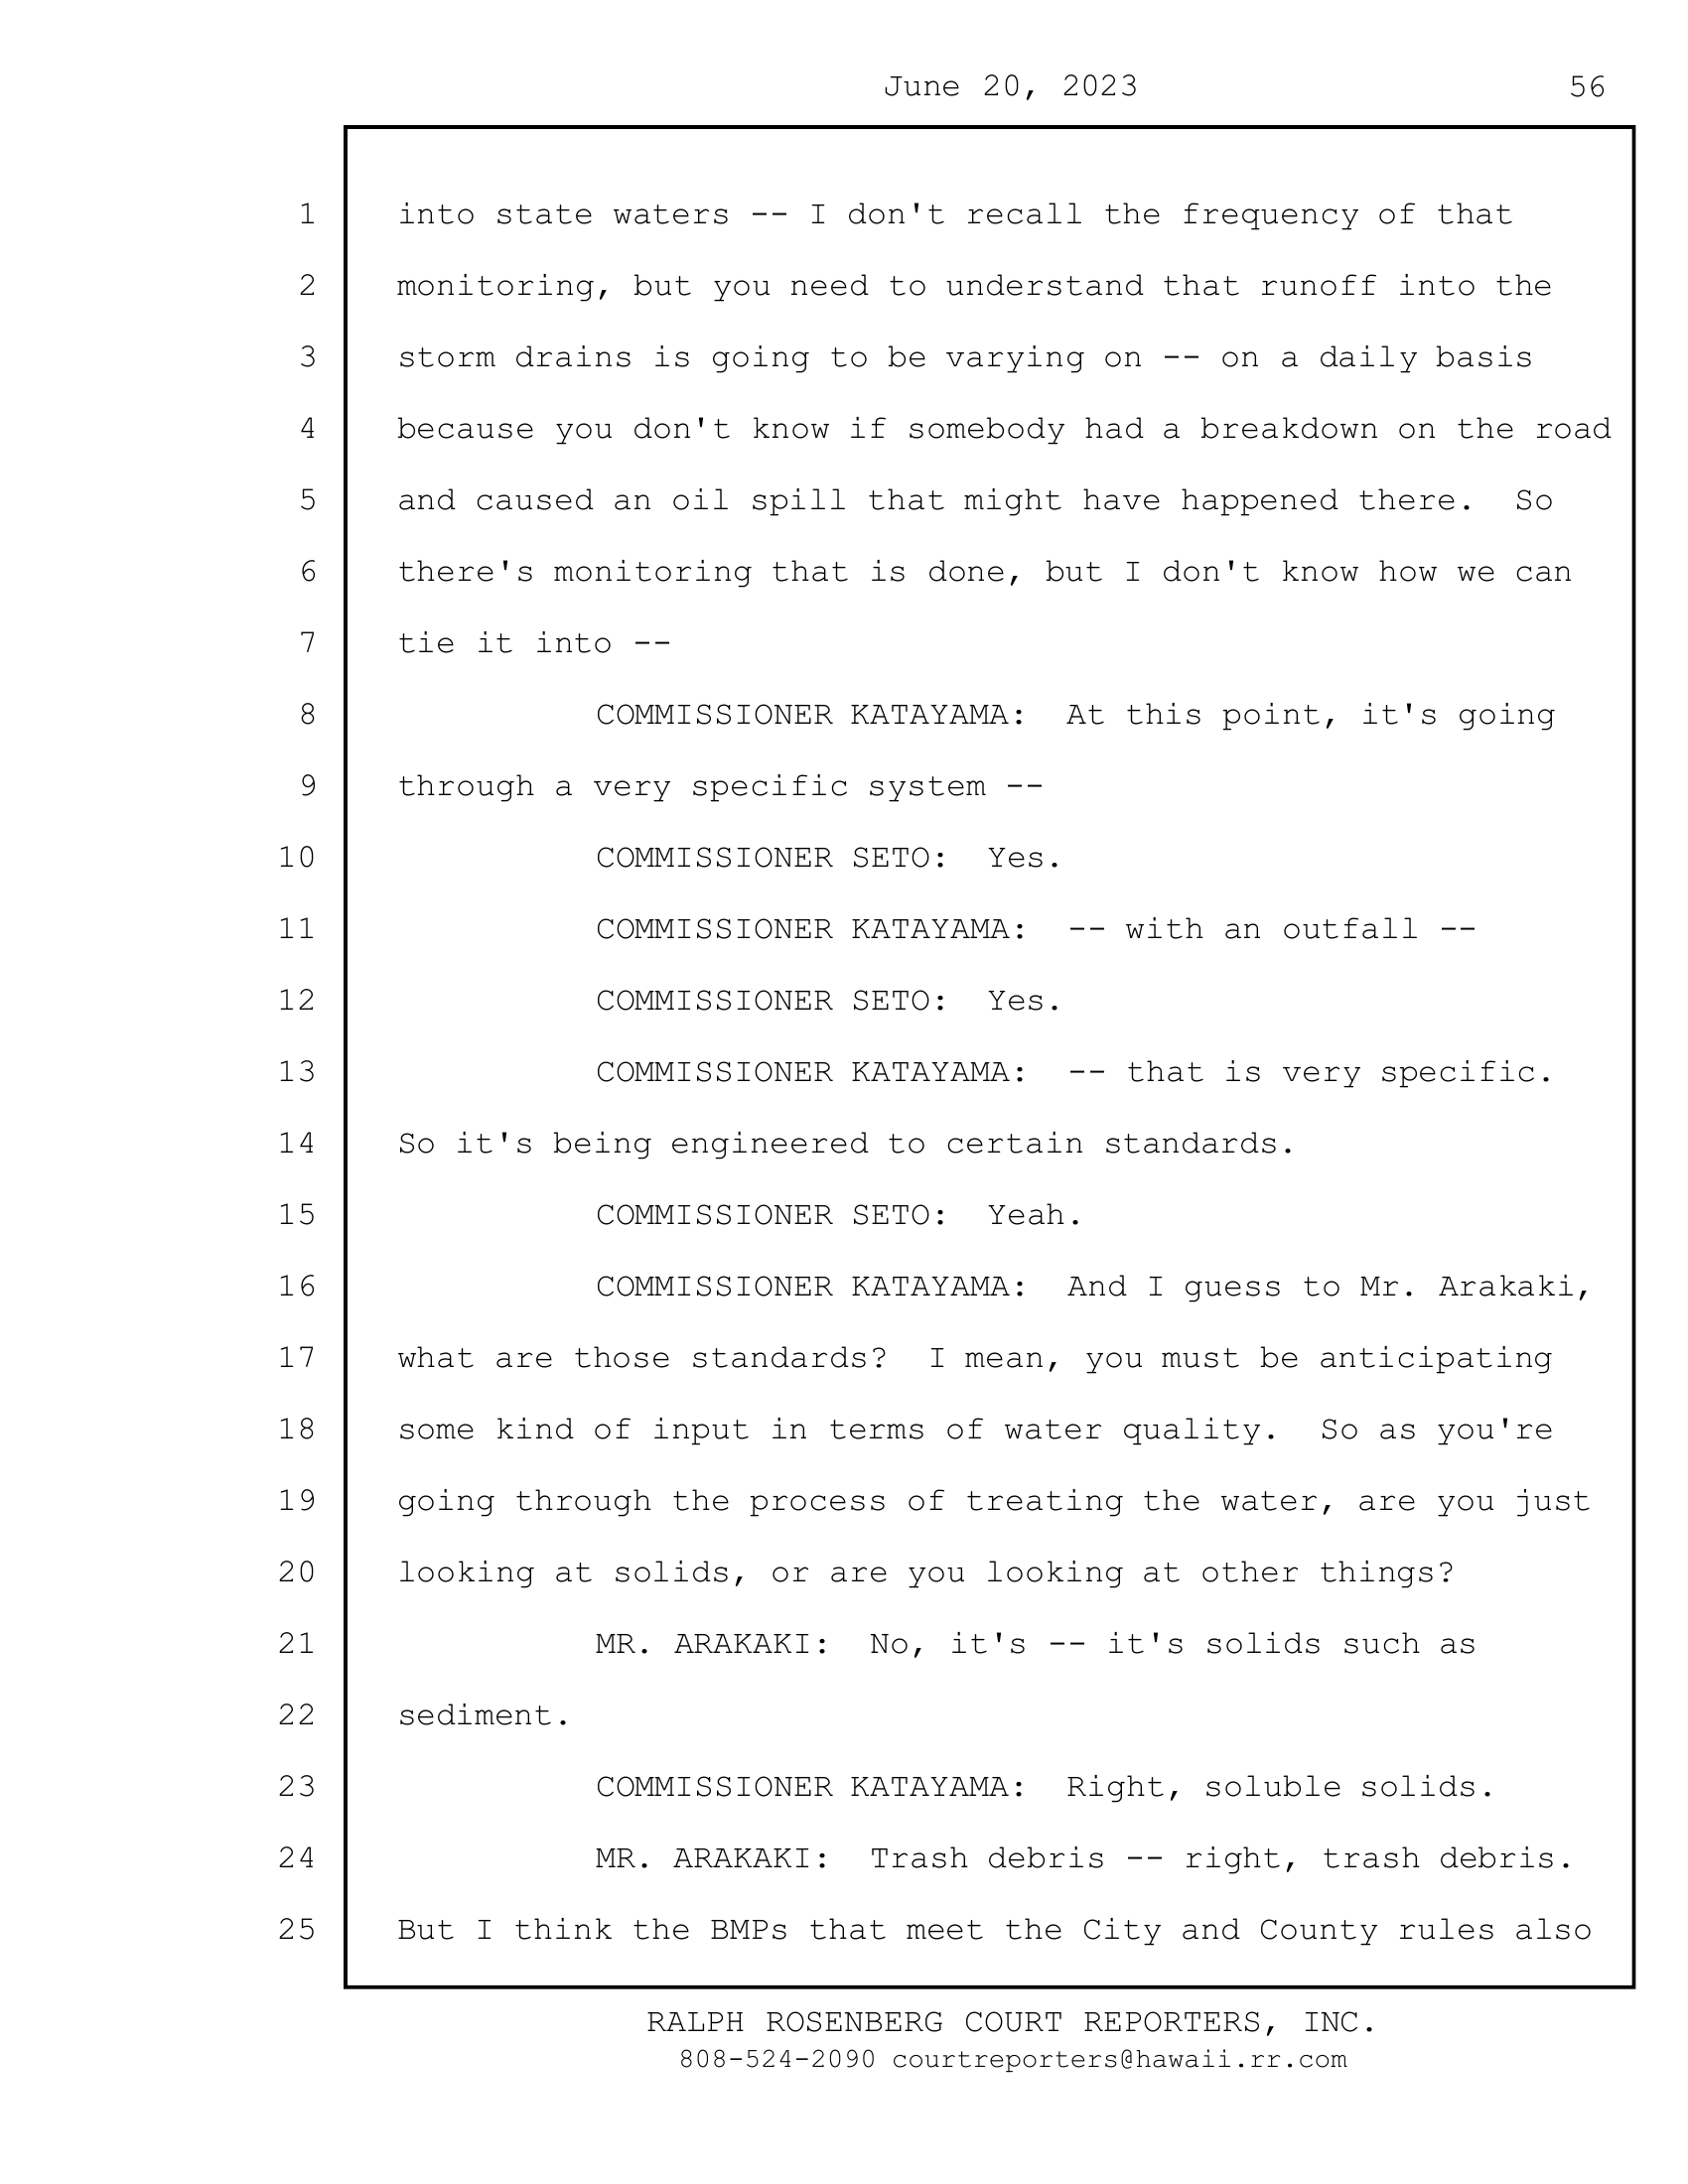 June 20, 2023 56
1 into state waters -- I don't recall the frequency of that
2 monitoring, but you need to understand that runoff into the
3 storm drains is going to be varying on -- on a daily basis
4 because you don't know if somebody had a breakdown on the road
5 and caused an oil spill that might have happened there.  So
6 there's monitoring that is done, but I don't know how we can
7 tie it into --
8 COMMISSIONER KATAYAMA:  At this point, it's going
9 through a very specific system --
10 COMMISSIONER SETO:  Yes.
11 COMMISSIONER KATAYAMA:  -- with an outfall --
12 COMMISSIONER SETO:  Yes.
13 COMMISSIONER KATAYAMA:  -- that is very specific.
14 So it's being engineered to certain standards.
15 COMMISSIONER SETO:  Yeah.
16 COMMISSIONER KATAYAMA:  And I guess to Mr. Arakaki,
17 what are those standards?  I mean, you must be anticipating
18 some kind of input in terms of water quality.  So as you're
19 going through the process of treating the water, are you just
20 looking at solids, or are you looking at other things?
21 MR. ARAKAKI:  No, it's -- it's solids such as
22 sediment.
23 COMMISSIONER KATAYAMA:  Right, soluble solids.
24 MR. ARAKAKI:  Trash debris -- right, trash debris.
25 But I think the BMPs that meet the City and County rules also
RALPH ROSENBERG COURT REPORTERS, INC.
808-524-2090 courtreporters@hawaii.rr.com